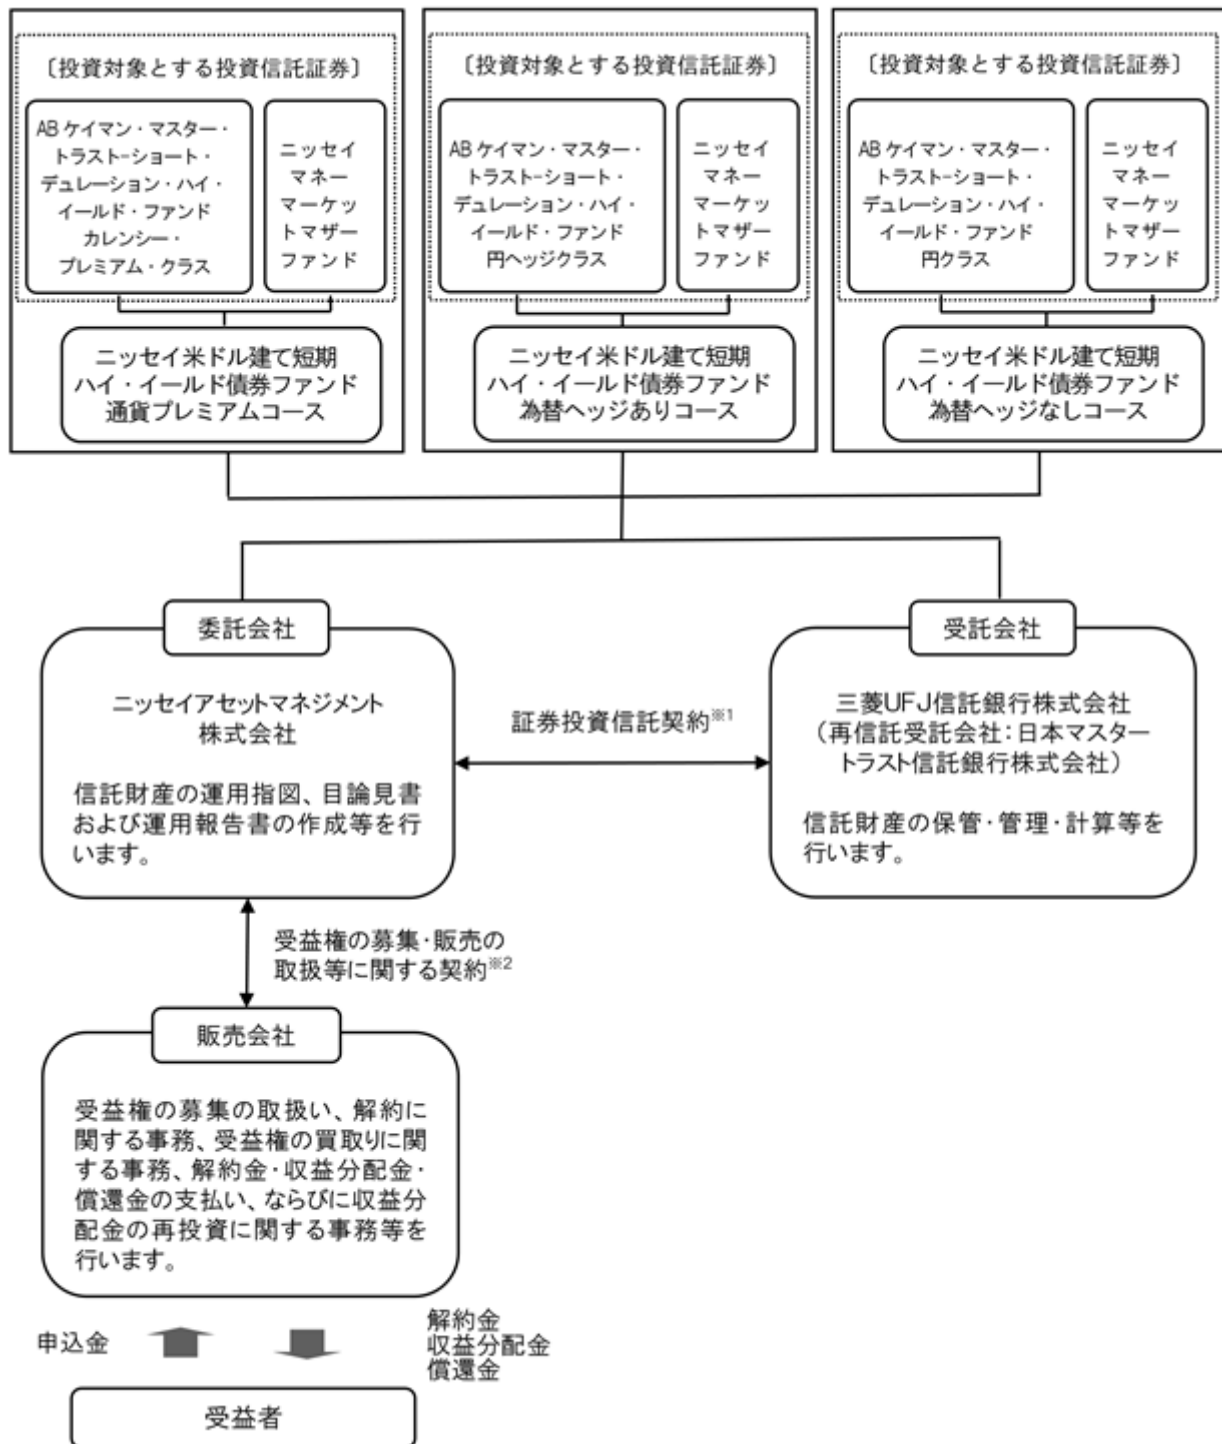 〔投資対象とする投資信託証券〕
AB ケイマン・マスター・
トラスト-ショート・
デュレーション・ハイ・
イールド・ファンド
カレンシー・
プレミアム・クラス
ニッセイ
マネー
マーケッ
トマザー
ファンド
ニッセイ米ドル建て短期
ハイ・イールド債券ファンド
通貨プレミアムコース
〔投資対象とする投資信託証券〕
AB ケイマン・マスター・
トラスト-ショート・
デュレーション・ハイ・
イールド・ファンド
円ヘッジクラス
ニッセイ
マネー
マーケッ
トマザー
ファンド
ニッセイ米ドル建て短期
ハイ・イールド債券ファンド
為替ヘッジありコース
〔投資対象とする投資信託証券〕
AB ケイマン・マスター・
トラスト-ショート・
デュレーション・ハイ・
イールド・ファンド
円クラス
ニッセイ
マネー
マーケッ
トマザー
ファンド
ニッセイ米ドル建て短期
ハイ・イールド債券ファンド
為替ヘッジなしコース
委託会社
ニッセイアセットマネジメント
株式会社
信託財産の運用指図、目論見書
および運用報告書の作成等を行
います。
証券投資信託契約※1
受託会社
三菱UFJ信託銀行株式会社
（再信託受託会社：日本マスター
トラスト信託銀行株式会社）
信託財産の保管・管理・計算等を
行います。
受益権の募集・販売の
取扱等に関する契約※2
販売会社
受益権の募集の取扱い、解約に
関する事務、受益権の買取りに関
する事務、解約金・収益分配金・
償還金の支払い、ならびに収益分
配金の再投資に関する事務等を
行います。
申込金
解約金
収益分配金
償還金
受益者